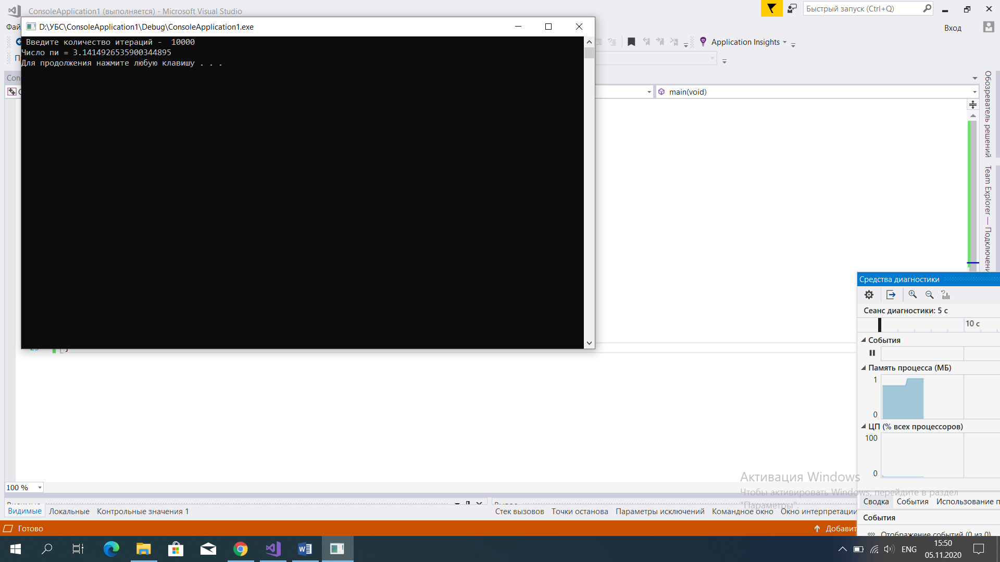 ConsoleApplication1 (выполняется) - Microsoft Visual Studio
Быстрый запуск (Ctrl+Q)
Вход
D:\УБС\ConsoleApplication1\Debug\ConsoleApplication1.exe
Введите количество итераций -  10000
Число пи = 3.1414926535900344895
Для продолжения нажмите любую клавишу . . .
Application Insights
main(void)
Обозреватель решений
Team Explorer —
Средства диагностики
Сеанс диагностики: 5 с
10 с
События
Память процесса (МБ)
1
0
ЦП (% всех процессоров)
100
0
Активация Windows
Чтобы активировать Windows, перейдите в раздел
"Параметры".
100 %
Видимые Локальные Контрольные значения 1
Стек вызовов Точки останова Параметры исключений Командное окно Окно интерпретации
Сводка События Использование
События
Отображение событий (0 из 0)
Готово
ENG
15:50
05.11.2020